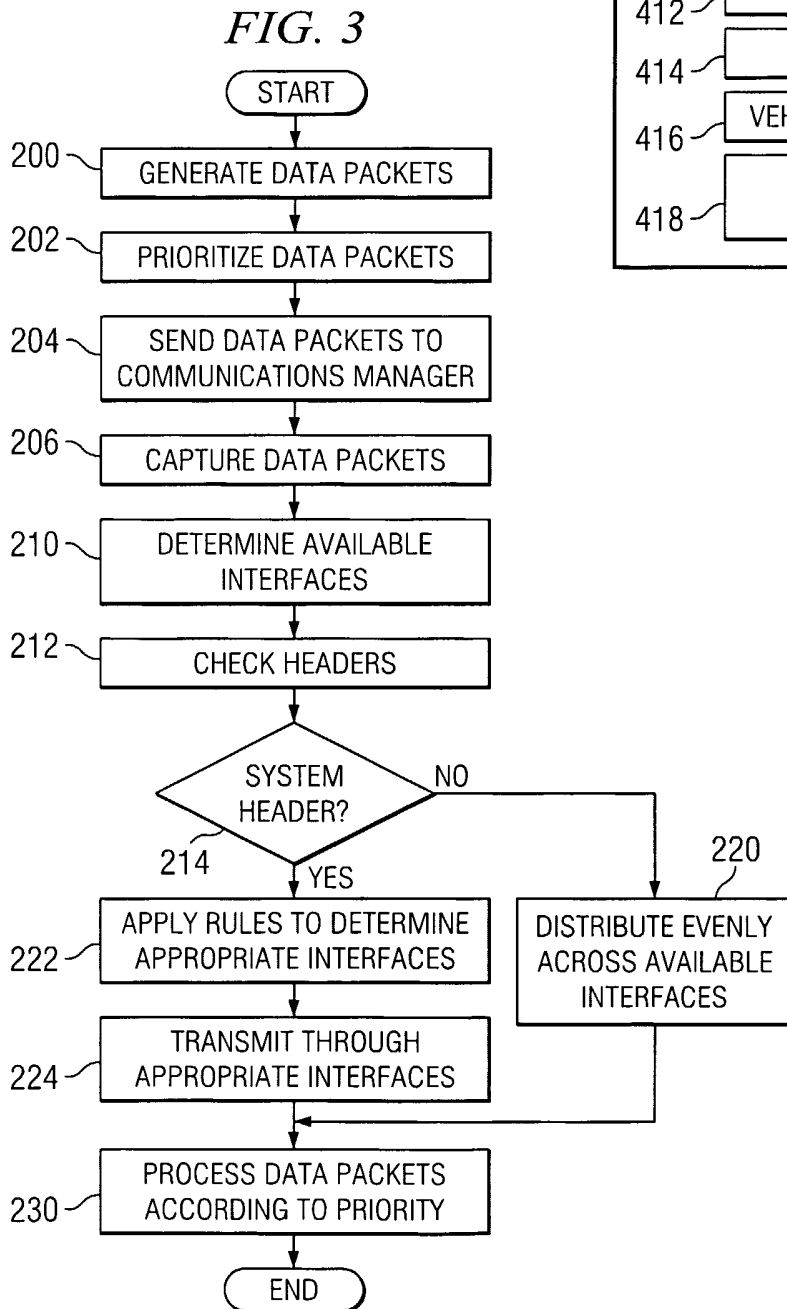 FIG. 3
START
200
GENERATE DATA PACKETS
202
PRIORITIZE DATA PACKETS
204
SEND DATA PACKETS TO
COMMUNICATIONS MANAGER
206
CAPTURE DATA PACKETS
210
DETERMINE AVAILABLE
INTERFACES
212
CHECK HEADERS
SYSTEM
HEADER?
214
NO
YES
220
DISTRIBUTE EVENLY
ACROSS AVAILABLE
INTERFACES
222
APPLY RULES TO DETERMINE
APPROPRIATE INTERFACES
224
TRANSMIT THROUGH
APPROPRIATE INTERFACES
230
PROCESS DATA PACKETS
ACCORDING TO PRIORITY
END
412
414
416
VEH
418